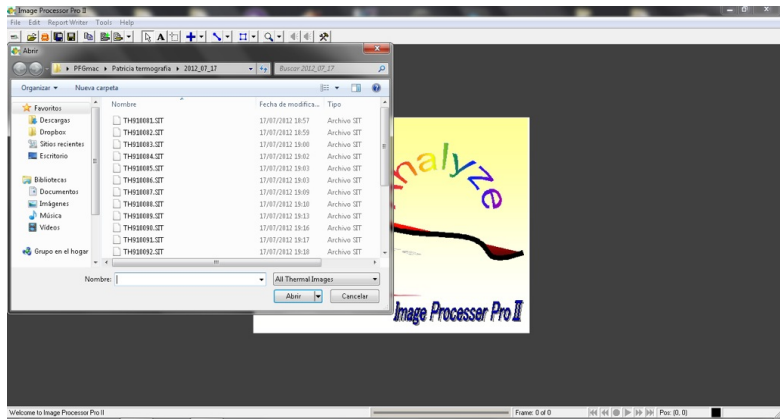 Image Processor Pro II
File Edit Report Writer Tools Help
Abrir
PFGmac Patricia termografia 2012_07_17
Buscar 2012_07_17
Organizar Nueva carpeta
Favoritos
Descargas
Dropbox
Sitios recientes
Escritorio
Bibliotecas
Documentos
Imágenes
Música
Vídeos
Grupo en el hogar
Nombre Fecha de modifica... Tipo
TH910081.SIT 17/07/2012 18:57 Archivo SIT
TH910082.SIT 17/07/2012 18:59 Archivo SIT
TH910083.SIT 17/07/2012 19:00 Archivo SIT
TH910084.SIT 17/07/2012 19:02 Archivo SIT
TH910085.SIT 17/07/2012 19:03 Archivo SIT
TH910086.SIT 17/07/2012 19:03 Archivo SIT
TH910087.SIT 17/07/2012 19:09 Archivo SIT
TH910088.SIT 17/07/2012 19:10 Archivo SIT
TH910089.SIT 17/07/2012 19:13 Archivo SIT
TH910090.SIT 17/07/2012 19:16 Archivo SIT
TH910091.SIT 17/07/2012 19:17 Archivo SIT
TH910092.SIT 17/07/2012 19:18 Archivo SIT
Nombre:
All Thermal Images
Abrir Cancelar
nalyze
Image Processer Pro II
Welcome to Image Processor Pro II
Frame: 0 of 0
Pos: (0, 0)